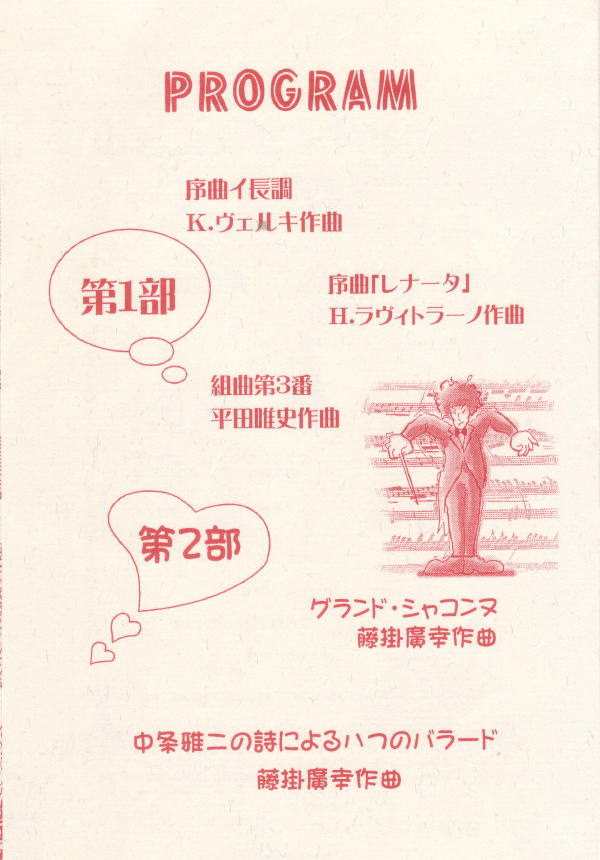 PROGRAM
序曲イ長調
K.ヴェルキ作曲
第1部
序曲「レナータ」
H.ラヴィトラーノ作曲
組曲第3番
平田唯史作曲
第2部
グランド・シャコンヌ
藤掛廣幸作曲
中条雅二の詩による八つのバラード
藤掛廣幸作曲